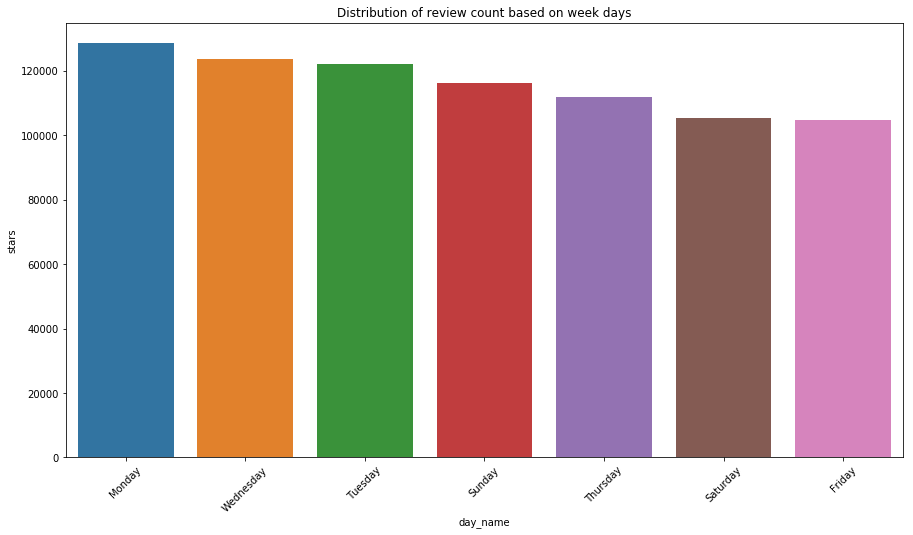 Distribution of review count based on week days
120000
100000
80000
60000
40000
20000
0
stars
Monday
Wednesday
Tuesday
Sunday
Thursday
Saturday
Friday
day_name